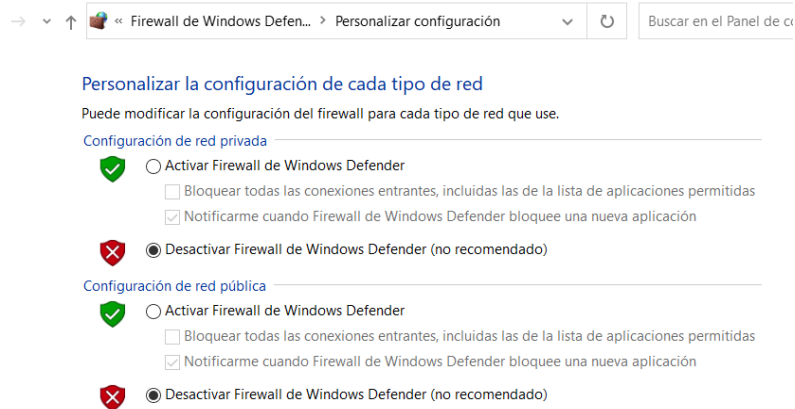 « Firewall de Windows Defen... > Personalizar configuración
Buscar en el Panel de
Personalizar la configuración de cada tipo de red
Puede modificar la configuración del firewall para cada tipo de red que use.
Configuración de red privada
Activar Firewall de Windows Defender
Bloquear todas las conexiones entrantes, incluidas las de la lista de aplicaciones permitidas
Notificarme cuando Firewall de Windows Defender bloquee una nueva aplicación
Desactivar Firewall de Windows Defender (no recomendado)
Configuración de red pública
Activar Firewall de Windows Defender
Bloquear todas las conexiones entrantes, incluidas las de la lista de aplicaciones permitidas
Notificarme cuando Firewall de Windows Defender bloquee una nueva aplicación
Desactivar Firewall de Windows Defender (no recomendado)